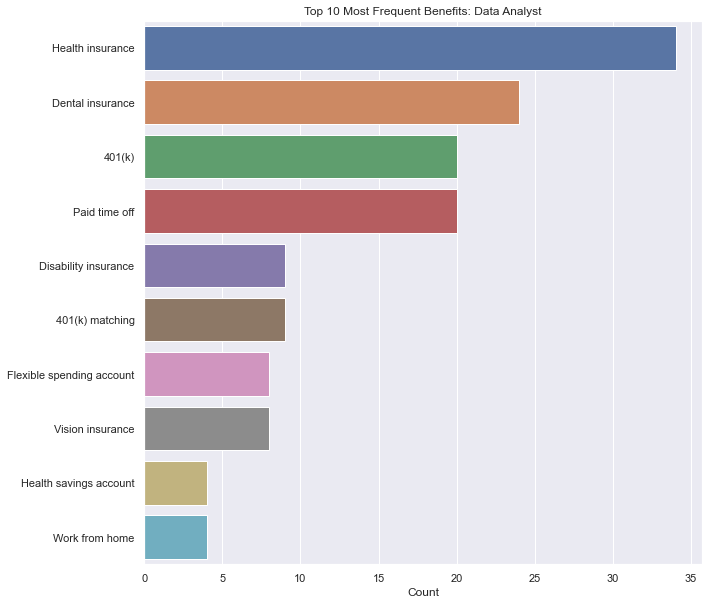 Top 10 Most Frequent Benefits: Data Analyst
Health insurance
Dental insurance
401(k)
Paid time off
Disability insurance
401(k) matching
Flexible spending account
Vision insurance
Health savings account
Work from home
0 5 10 15 20 25 30 35
Count